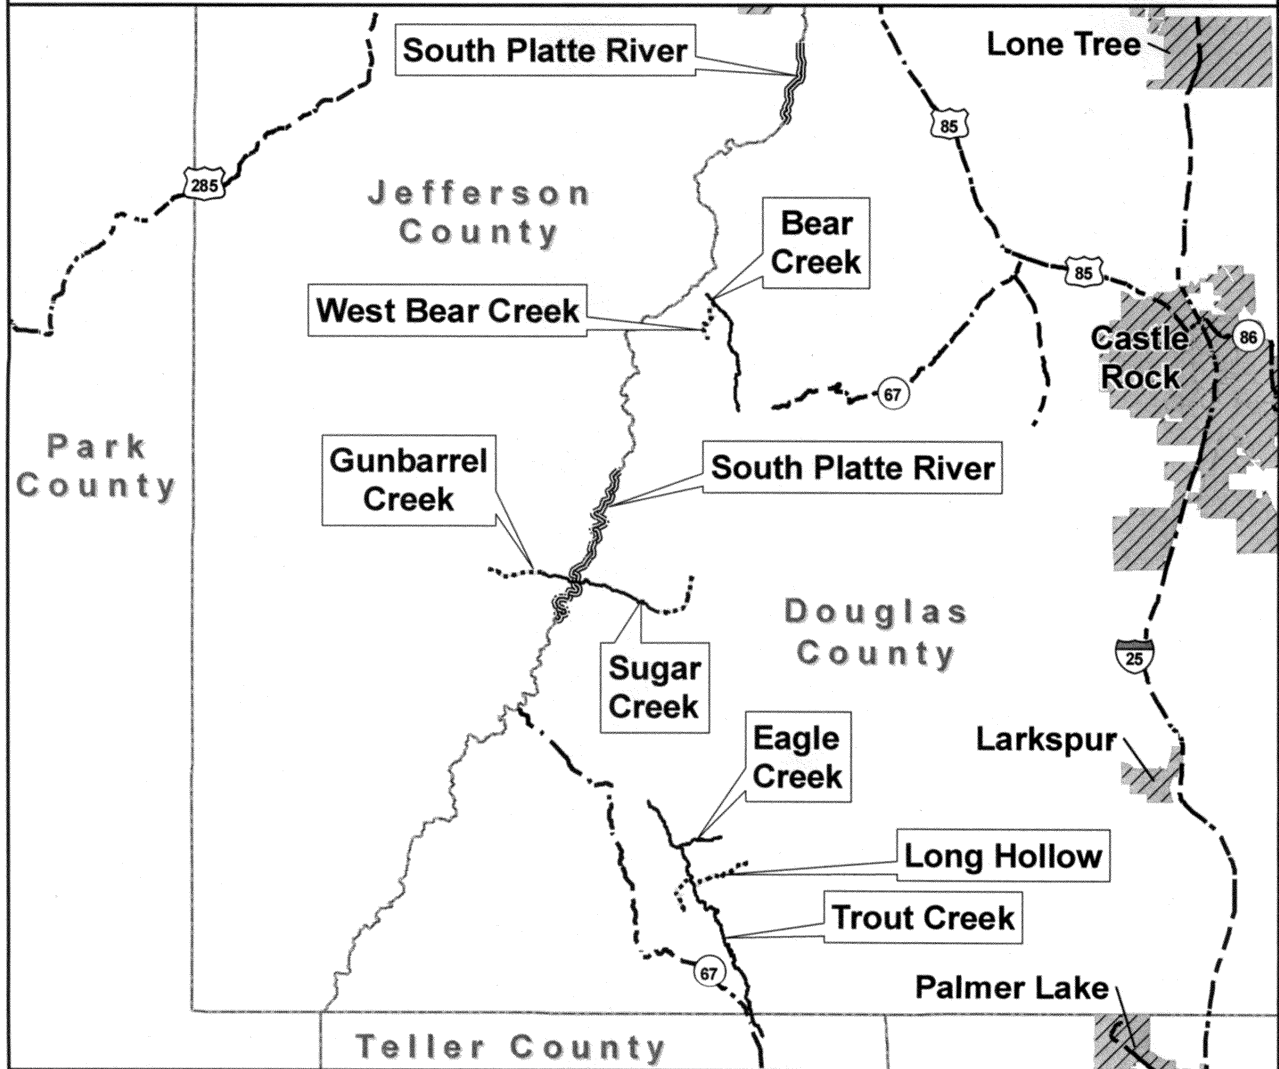 South Platte River
Lone Tree
85
285
Jefferson
County
Bear
Creek
85
West Bear Creek
Castle
Rock
86
67
Park
County
Gunbarrel
Creek
South Platte River
Douglas
County
25
Sugar
Creek
Eagle
Creek
Larkspur
Long Hollow
Trout Creek
67
Palmer Lake
Teller County